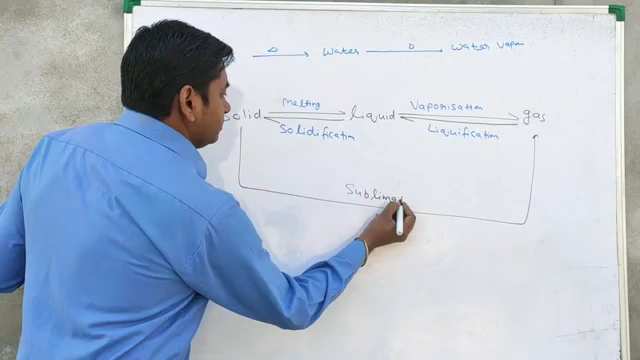 Δ Water Δ Water Vapour
Melting Vaporisation
Solid liquid gas
Solidification Liquification
Sublima